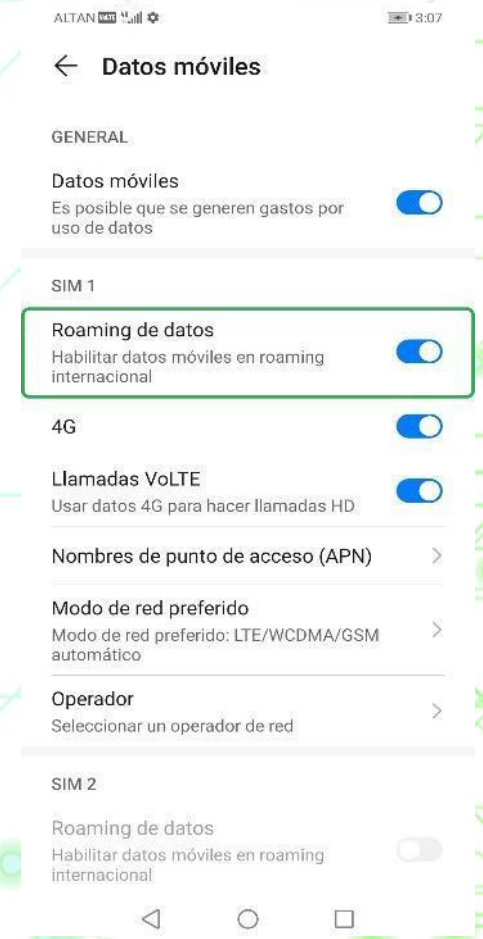 ALTAN VoLTE 3:07
Datos móviles
GENERAL
Datos móviles
Es posible que se generen gastos por
uso de datos
SIM 1
Roaming de datos
Habilitar datos móviles en roaming
internacional
4G
Llamadas VoLTE
Usar datos 4G para hacer llamadas HD
Nombres de punto de acceso (APN)
Modo de red preferido
Modo de red preferido: LTE/WCDMA/GSM
automático
Operador
Seleccionar un operador de red
SIM 2
Roaming de datos
Habilitar datos móviles en roaming
internacional